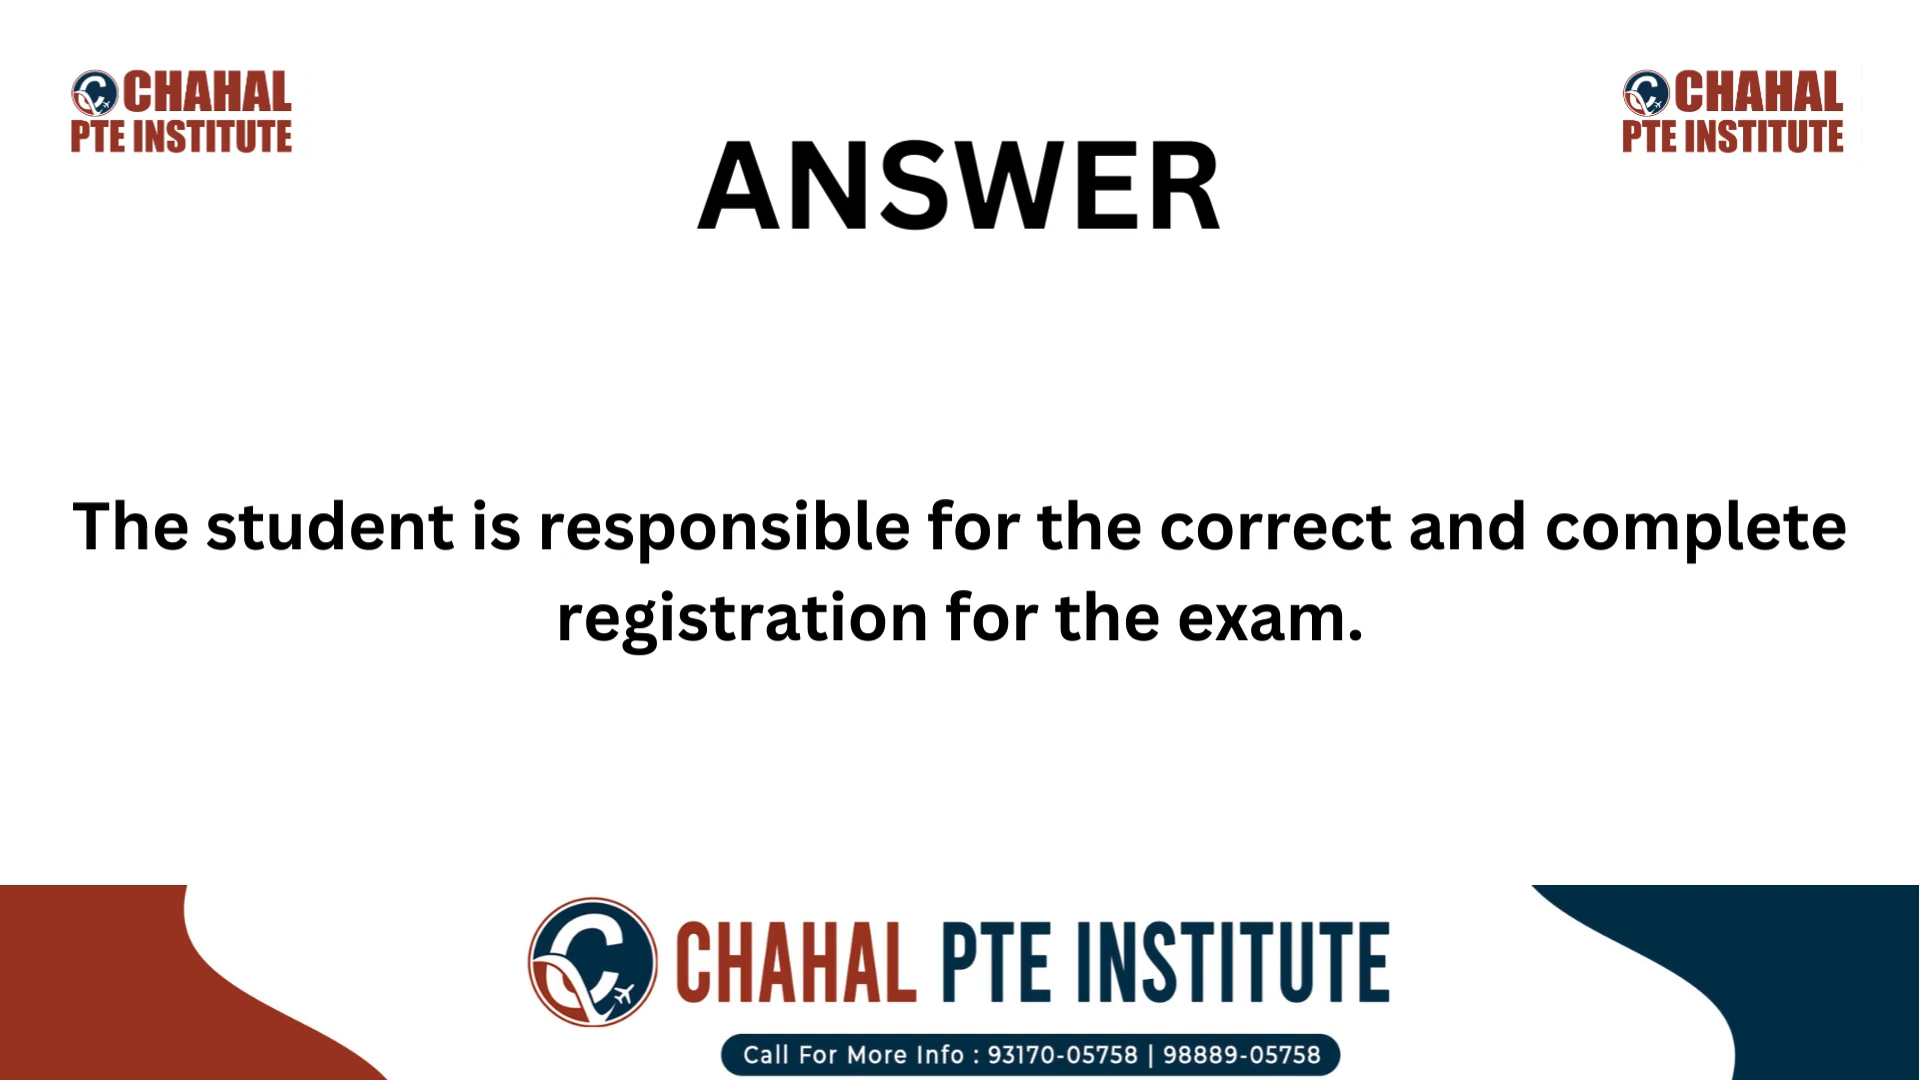 CHAHAL
PTE INSTITUTE
CHAHAL
PTE INSTITUTE
ANSWER
The student is responsible for the correct and complete
registration for the exam.
CHAHAL PTE INSTITUTE
Call For More Info : 93170-05758 | 98889-05758